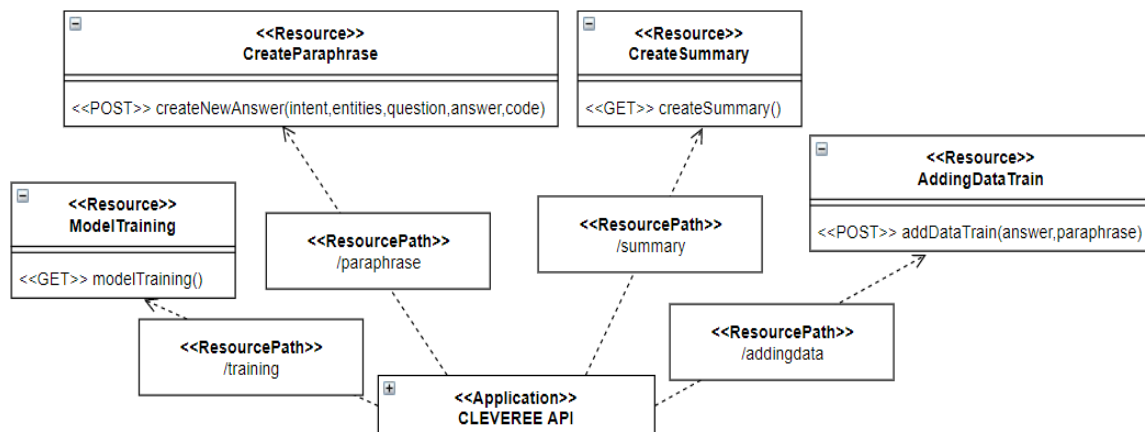 <<Resource>>
CreateParaphrase
<<POST>> createNewAnswer(intent,entities,question,answer,code)
<<Resource>>
CreateSummary
<<GET>> createSummary()
<<Resource>>
AddingDataTrain
<<POST>> addDataTrain(answer,paraphrase)
<<Resource>>
ModelTraining
<<GET>> modelTraining()
<<ResourcePath>>
/paraphrase
<<ResourcePath>>
/summary
<<ResourcePath>>
/training
<<ResourcePath>>
/addingdata
<<Application>>
CLEVEREE API